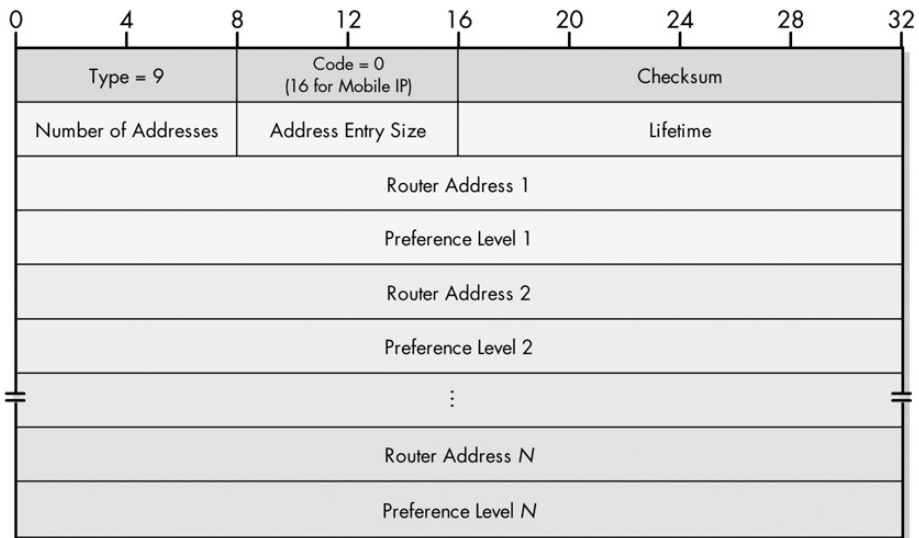 0 4 8 12 16 20 24 28 32
Type = 9
Code = 0
(16 for Mobile IP)
Checksum
Number of Addresses
Address Entry Size
Lifetime
Router Address 1
Preference Level 1
Router Address 2
Preference Level 2
⋮
Router Address N
Preference Level N